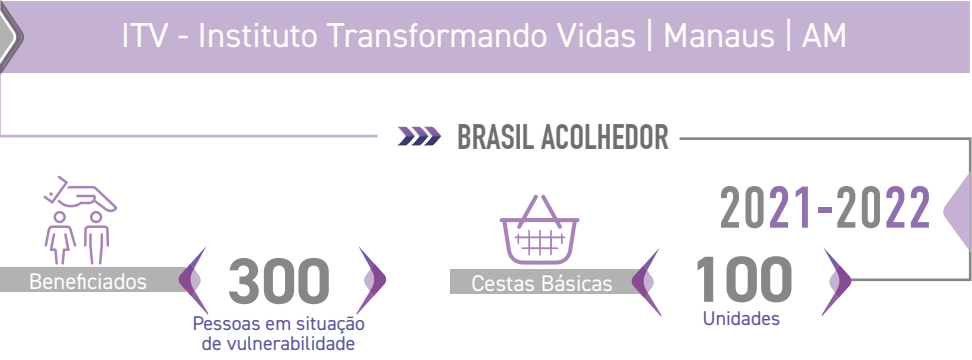 ITV - Instituto Transformando Vidas | Manaus | AM
BRASIL ACOLHEDOR
2021-2022
Beneficiados
300
Pessoas em situação
de vulnerabilidade
Cestas Básicas
100
Unidades